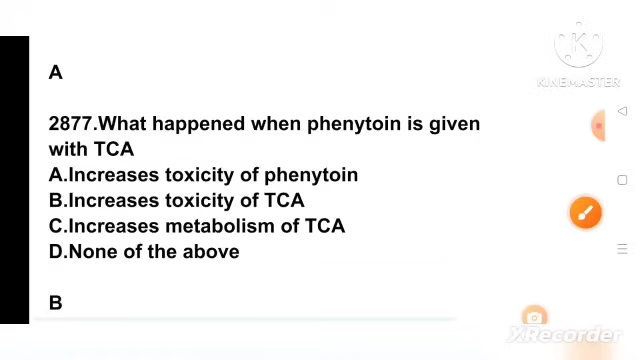 A
2877.What happened when phenytoin is given
with TCA
A.Increases toxicity of phenytoin
B.Increases toxicity of TCA
C.Increases metabolism of TCA
D.None of the above
B
K
KINEMASTER
XRecorder